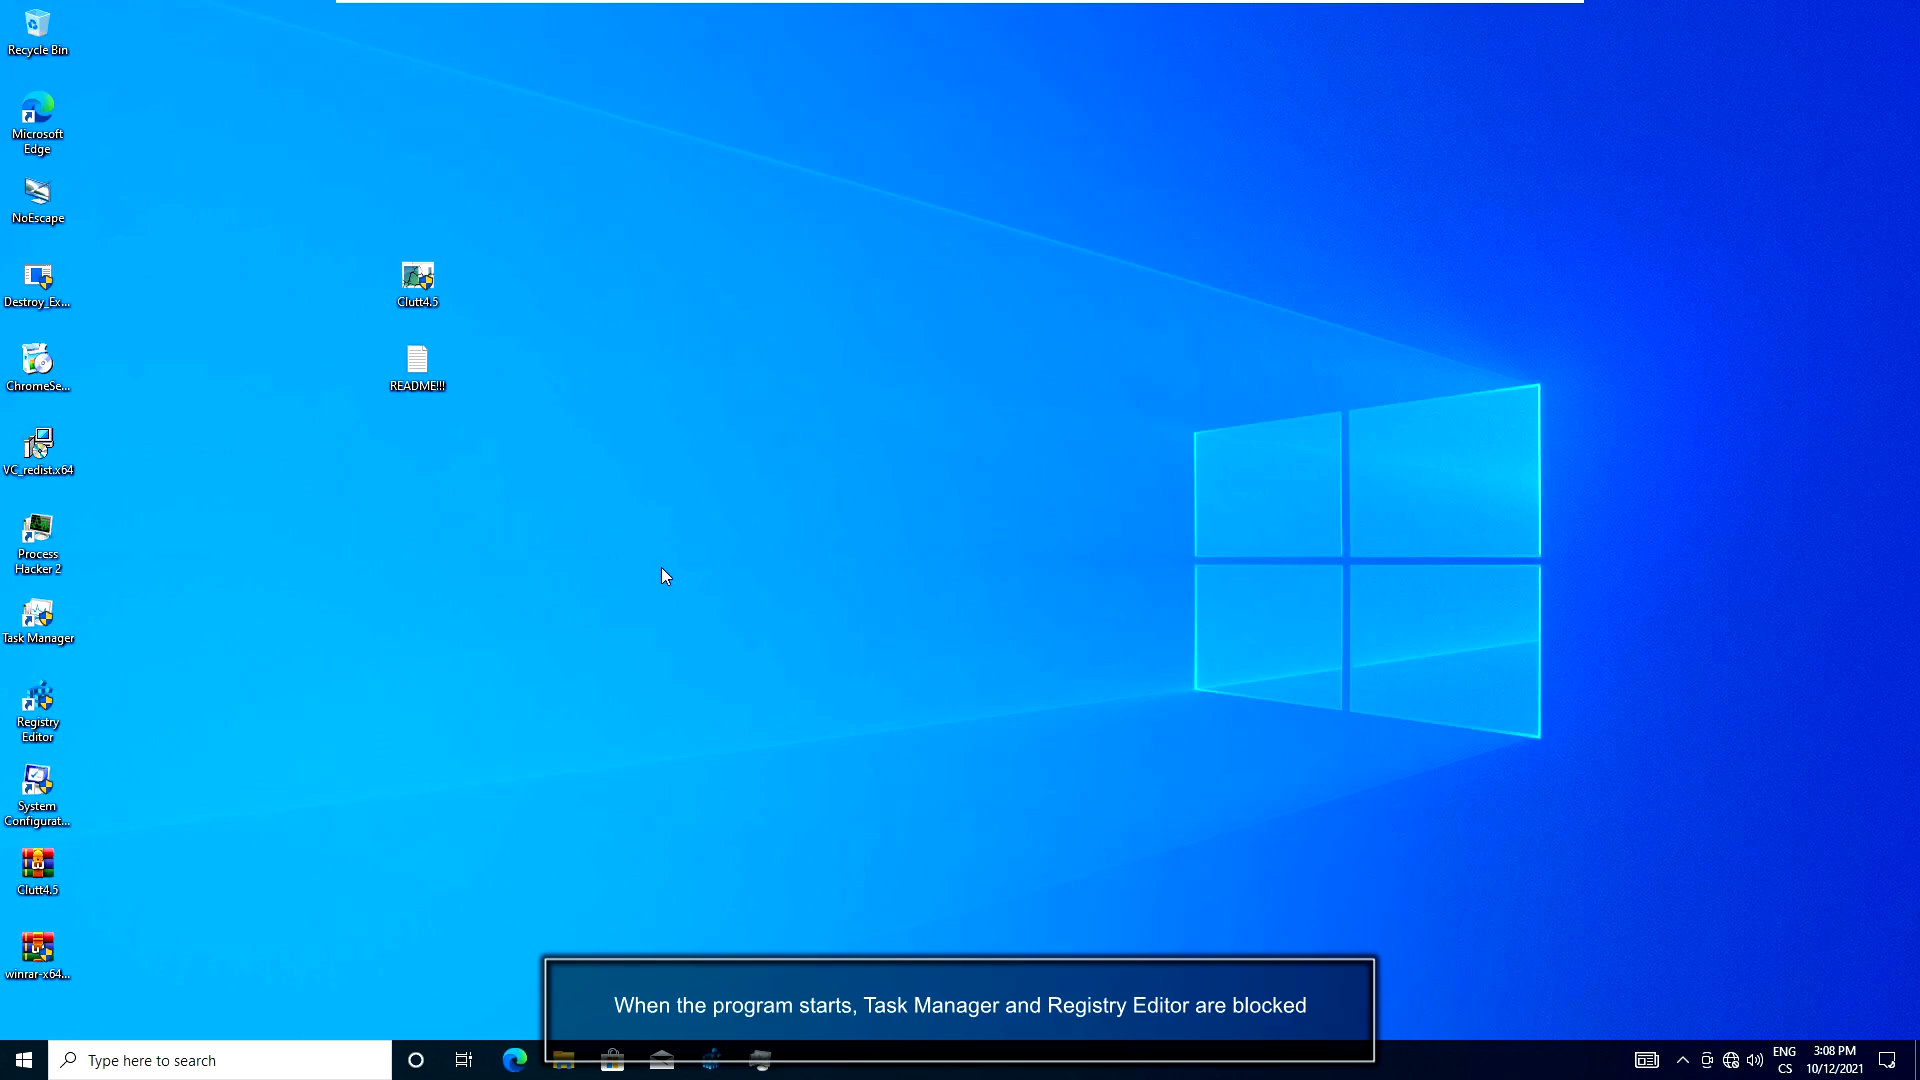 Recycle Bin
Microsoft
Edge
NoEscape
Destroy_Ex...
ChromeSe...
VC_redist.x64
Process
Hacker 2
Task Manager
Registry
Editor
System
Configurat...
Clutt4.5
winrar-x64...
Clutt4.5
README!!!
When the program starts, Task Manager and Registry Editor are blocked
Type here to search
ENG
CS
3:08 PM
10/12/2021